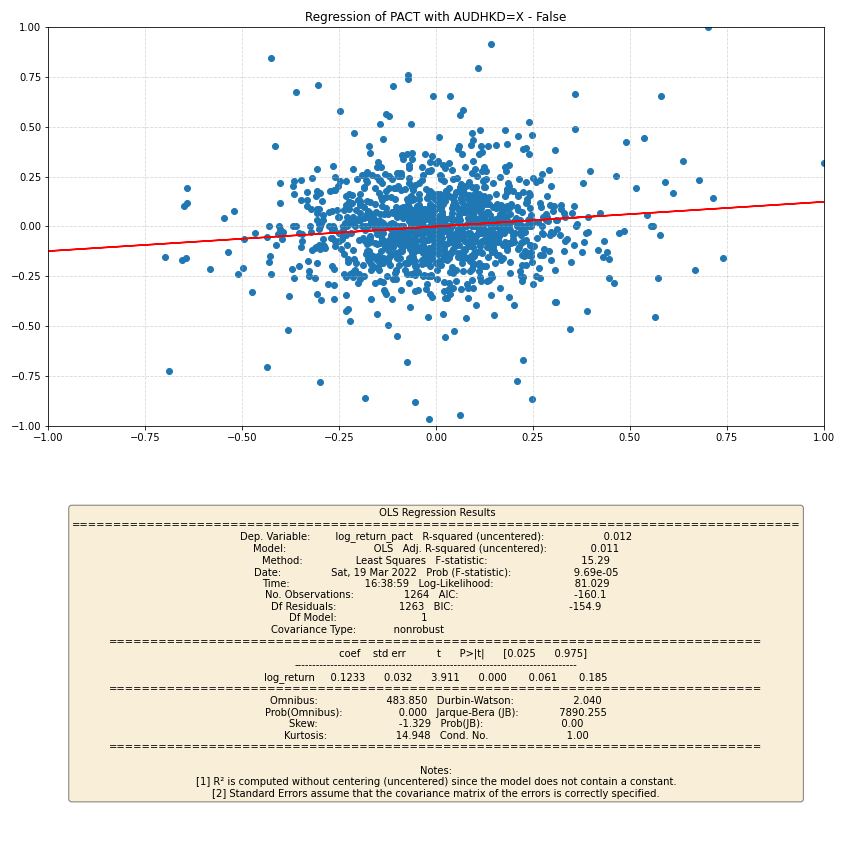 Regression of PACT with AUDHKD=X - False
1.00
0.75
0.50
0.25
0.00
−0.25
−0.50
−0.75
−1.00
−1.00 −0.75 −0.50 −0.25 0.00 0.25 0.50 0.75 1.00
OLS Regression Results
==============================================================================
Dep. Variable: log_return_pact R-squared (uncentered): 0.012
Model: OLS Adj. R-squared (uncentered): 0.011
Method: Least Squares F-statistic: 15.29
Date: Sat, 19 Mar 2022 Prob (F-statistic): 9.69e-05
Time: 16:38:59 Log-Likelihood: 81.029
No. Observations: 1264 AIC: -160.1
Df Residuals: 1263 BIC: -154.9
Df Model: 1
Covariance Type: nonrobust
==============================================================================
coef std err t P>|t| [0.025 0.975]
------------------------------------------------------------------------------
log_return 0.1233 0.032 3.911 0.000 0.061 0.185
==============================================================================
Omnibus: 483.850 Durbin-Watson: 2.040
Prob(Omnibus): 0.000 Jarque-Bera (JB): 7890.255
Skew: -1.329 Prob(JB): 0.00
Kurtosis: 14.948 Cond. No. 1.00
==============================================================================
Notes:
[1] R² is computed without centering (uncentered) since the model does not contain a constant.
[2] Standard Errors assume that the covariance matrix of the errors is correctly specified.